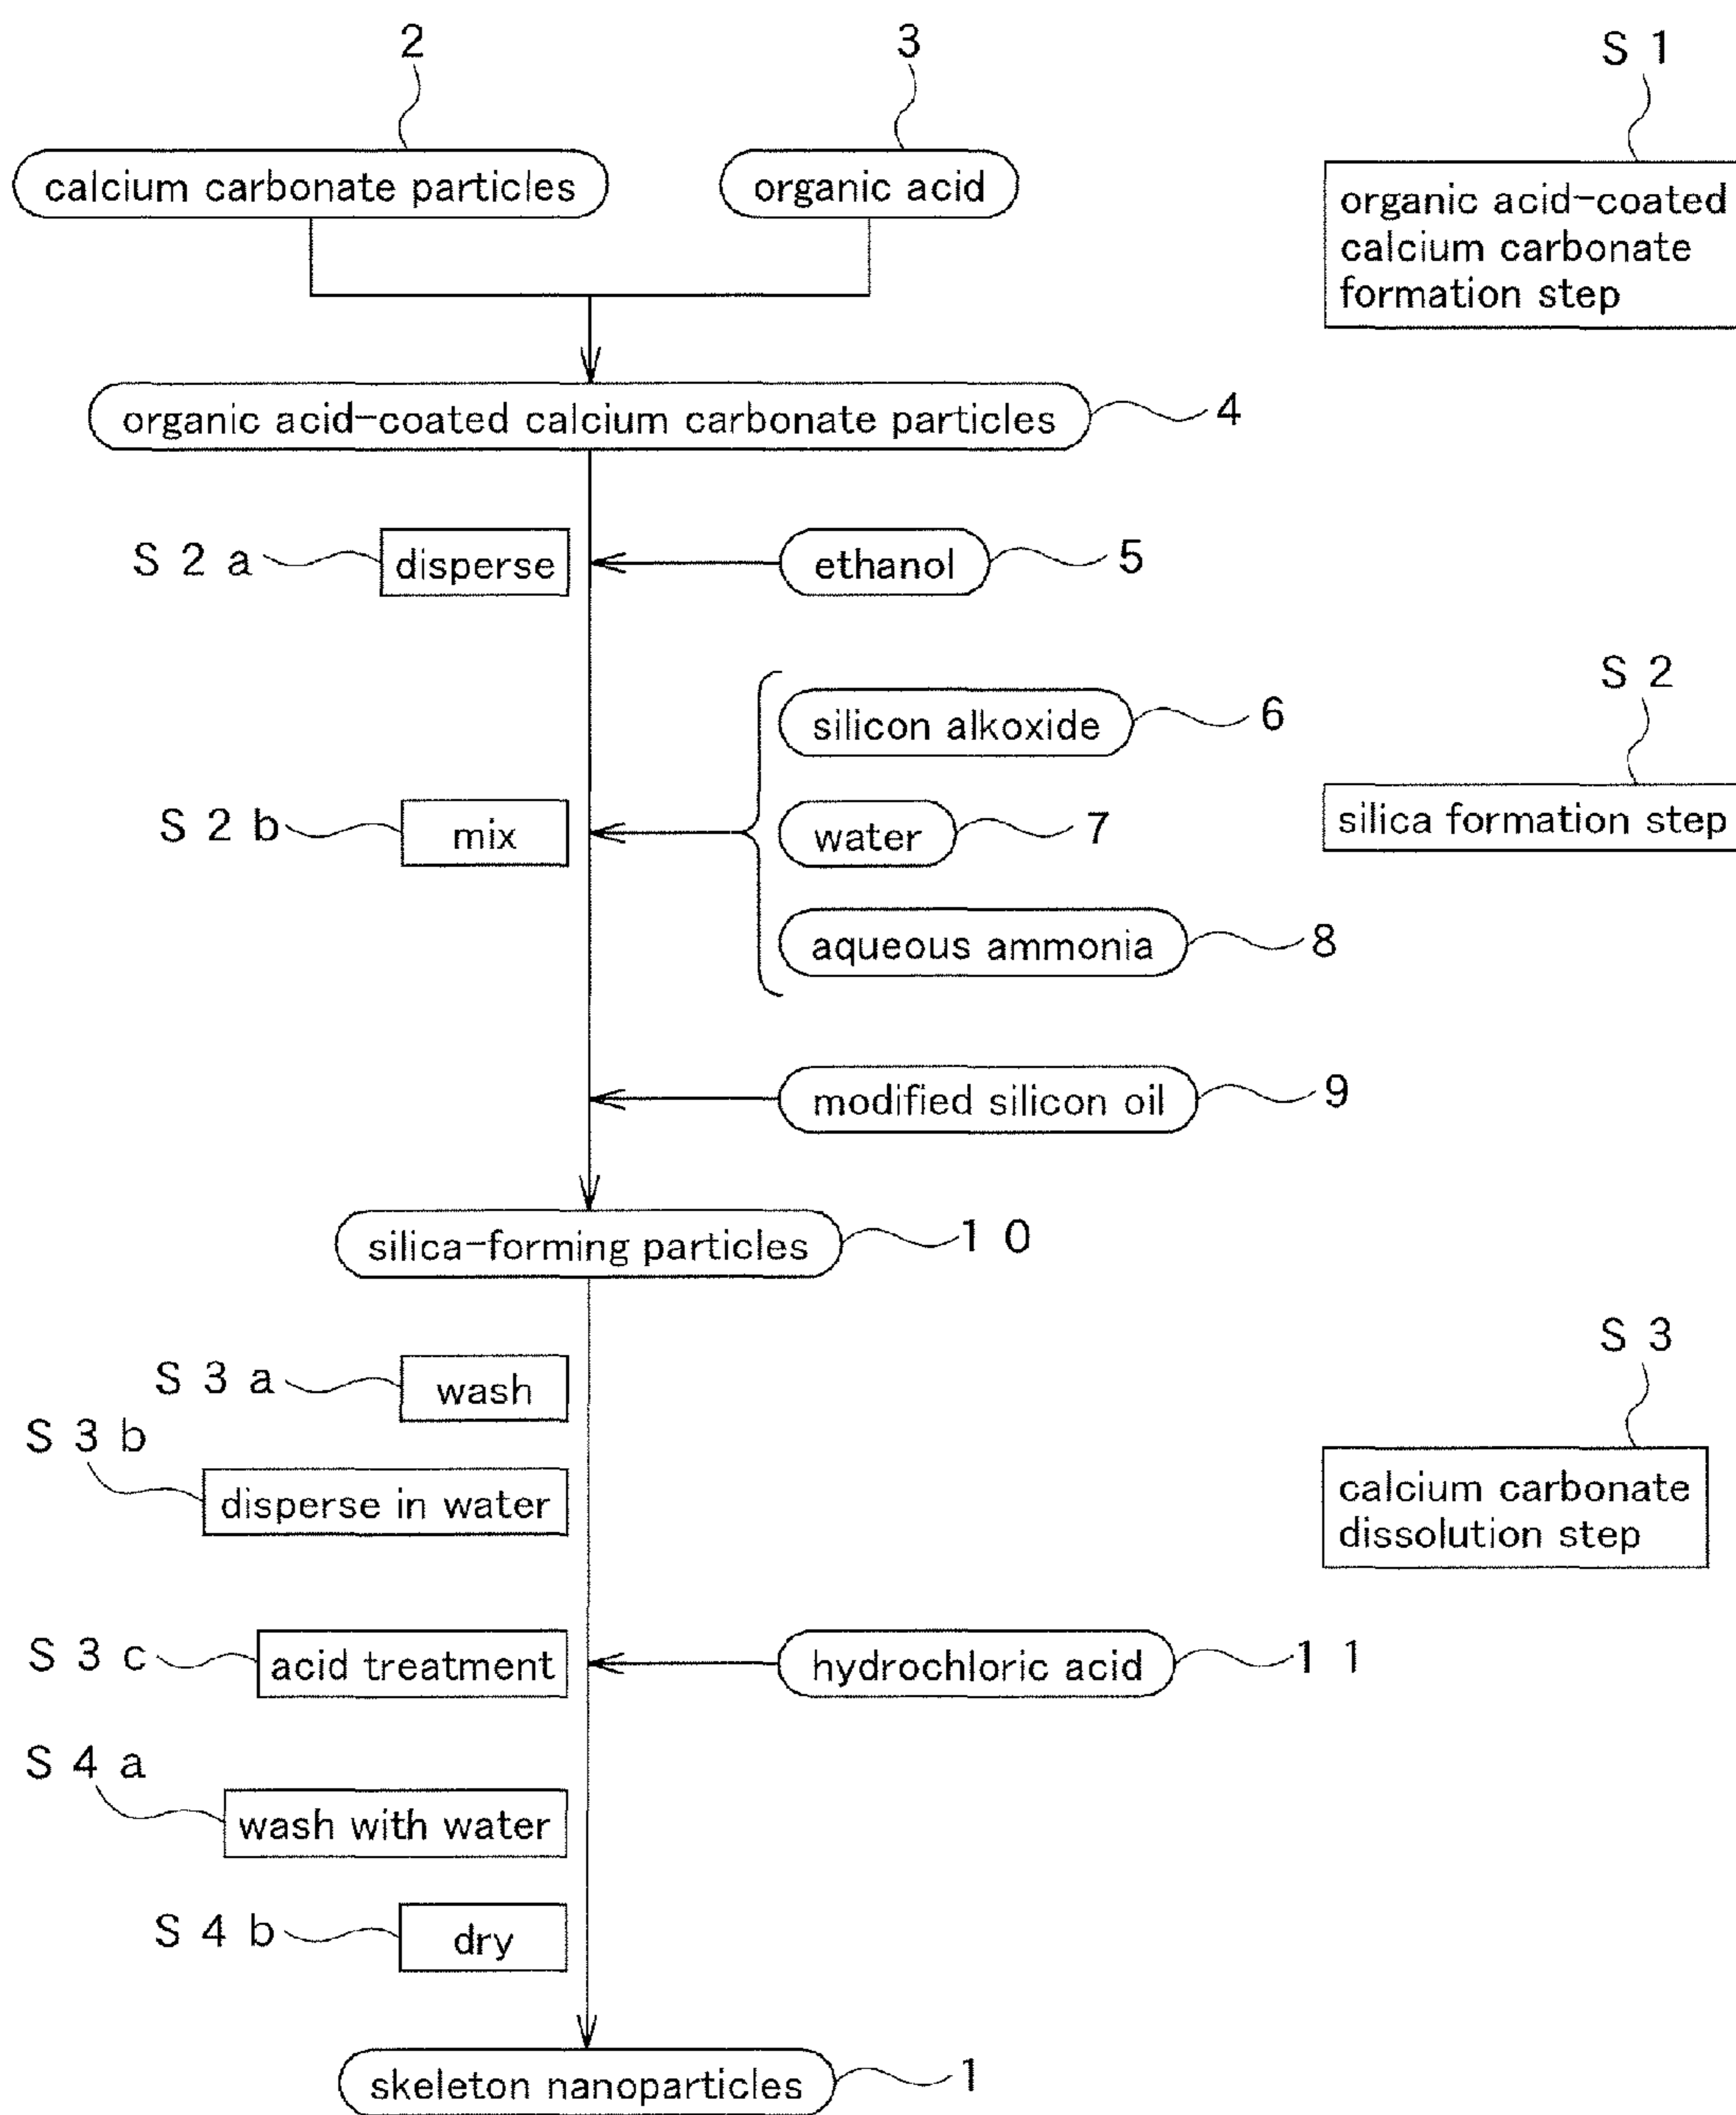 2
3
S 1
calcium carbonate particles
organic acid
organic acid-coated
calcium carbonate
formation step
organic acid-coated calcium carbonate particles
4
S 2 a
disperse
ethanol
5
silicon alkoxide
6
S 2
S 2 b
mix
water
7
silica formation step
aqueous ammonia
8
modified silicon oil
9
silica-forming particles
1 0
S 3 a
wash
S 3
S 3 b
disperse in water
calcium carbonate
dissolution step
S 3 c
acid treatment
hydrochloric acid
1 1
S 4 a
wash with water
S 4 b
dry
skeleton nanoparticles
1